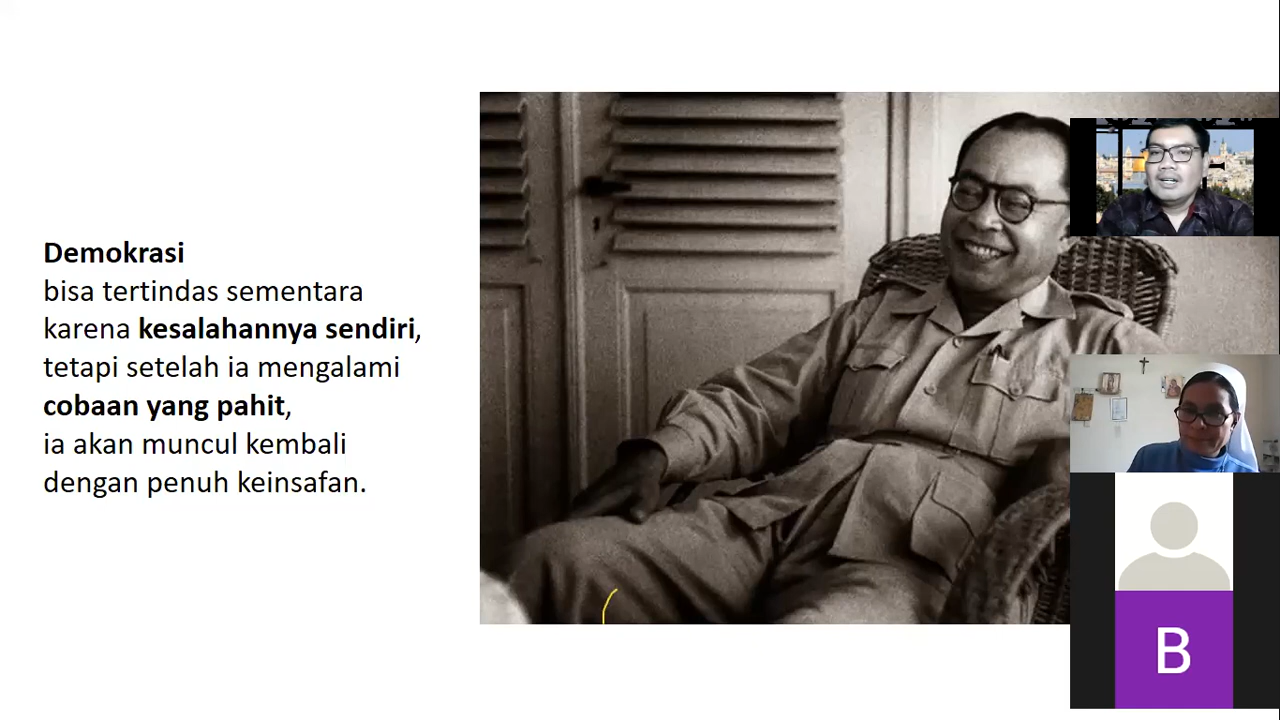 Demokrasi
bisa tertindas sementara
karena kesalahannya sendiri,
tetapi setelah ia mengalami
cobaan yang pahit,
ia akan muncul kembali
dengan penuh keinsafan.
B